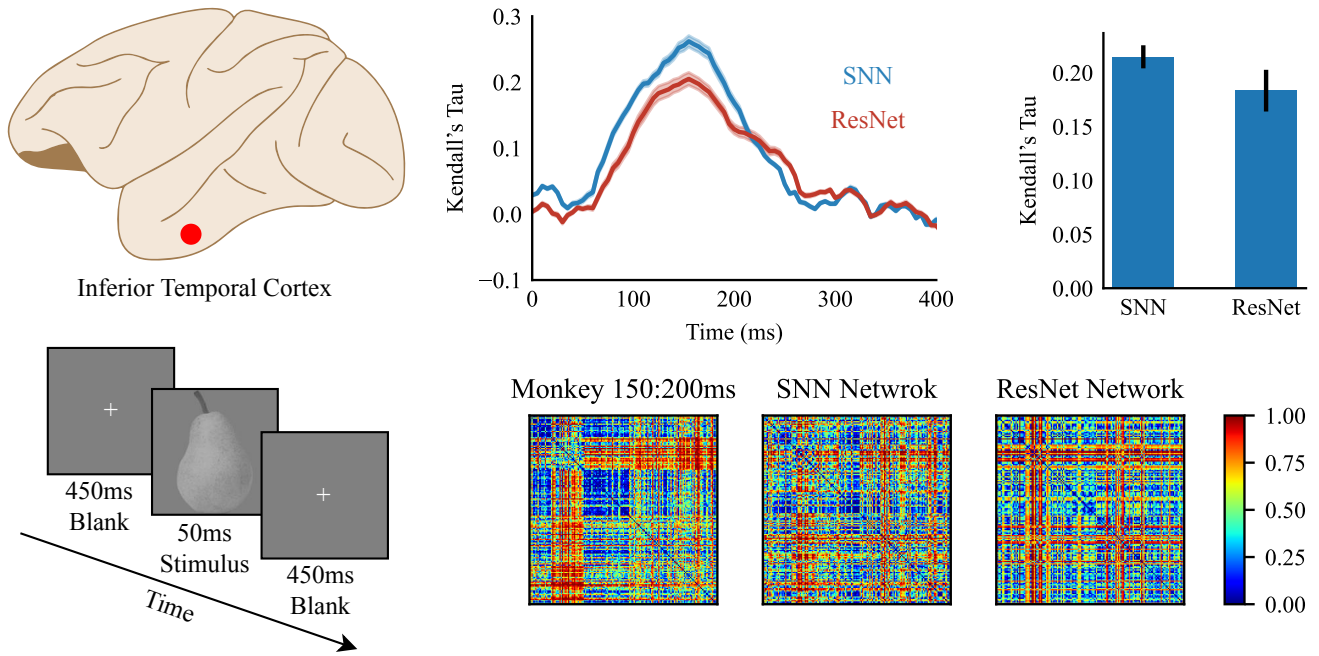 Inferior Temporal Cortex
450ms
Blank
50ms
Stimulus
450ms
Blank
Time
0.3
0.2
0.1
0.0
−0.1
Kendall's Tau
SNN
ResNet
0 100 200 300 400
Time (ms)
0.20
0.15
0.10
0.05
0.00
Kendall's Tau
SNN ResNet
Monkey 150:200ms
SNN Netwrok
ResNet Network
1.00
0.75
0.50
0.25
0.00